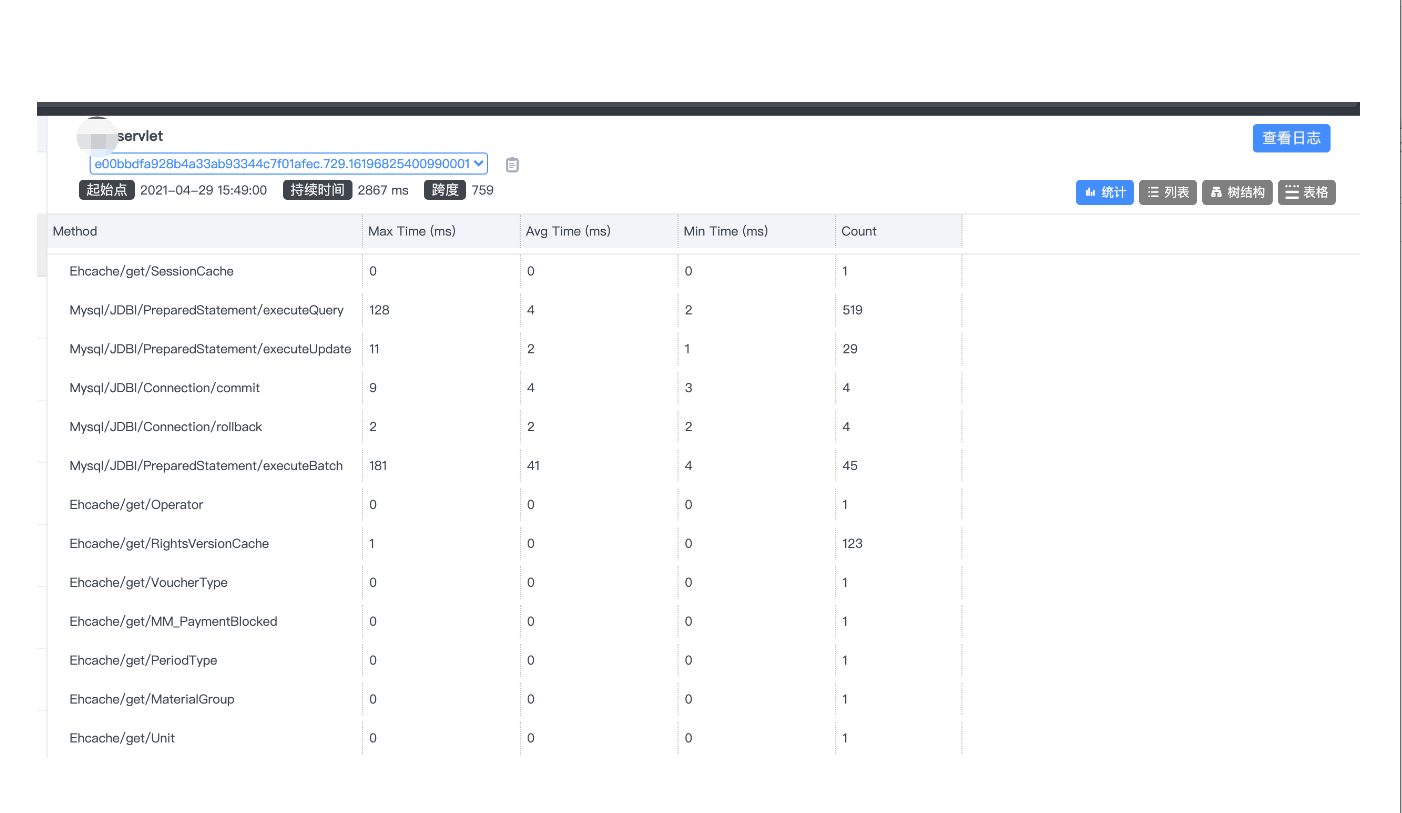 servlet
查看日志
e00bbdfa928b4a33ab93344c7f01afec.729.16196825400990001
起始点 2021-04-29 15:49:00 持续时间 2867 ms 跨度 759
统计 列表 树结构 表格
Method Max Time (ms) Avg Time (ms) Min Time (ms) Count
Ehcache/get/SessionCache 0 0 0 1
Mysql/JDBI/PreparedStatement/executeQuery 128 4 2 519
Mysql/JDBI/PreparedStatement/executeUpdate 11 2 1 29
Mysql/JDBI/Connection/commit 9 4 3 4
Mysql/JDBI/Connection/rollback 2 2 2 4
Mysql/JDBI/PreparedStatement/executeBatch 181 41 4 45
Ehcache/get/Operator 0 0 0 1
Ehcache/get/RightsVersionCache 1 0 0 123
Ehcache/get/VoucherType 0 0 0 1
Ehcache/get/MM_PaymentBlocked 0 0 0 1
Ehcache/get/PeriodType 0 0 0 1
Ehcache/get/MaterialGroup 0 0 0 1
Ehcache/get/Unit 0 0 0 1